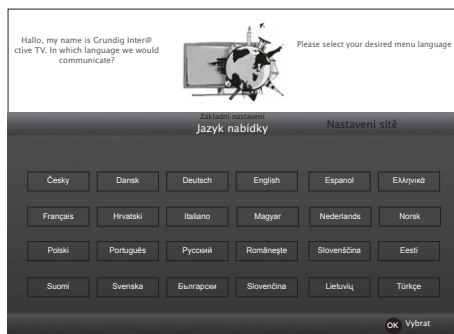 Hallo, my name is Grundig Inter@
ctive TV. In which language we would
communicate?
Please select your desired menu language
Základní nastavení
Jazyk nabídky
Nastavení sítě
Česky Dansk Deutsch English Espanol Ελληνικά
Français Hrvatski Italiano Magyar Nederlands Norsk
Polski Português Русский Româneşte Slovenščina Eesti
Suomi Svenska Български Slovenčina Lietuvių Türkçe
OK Vybrat